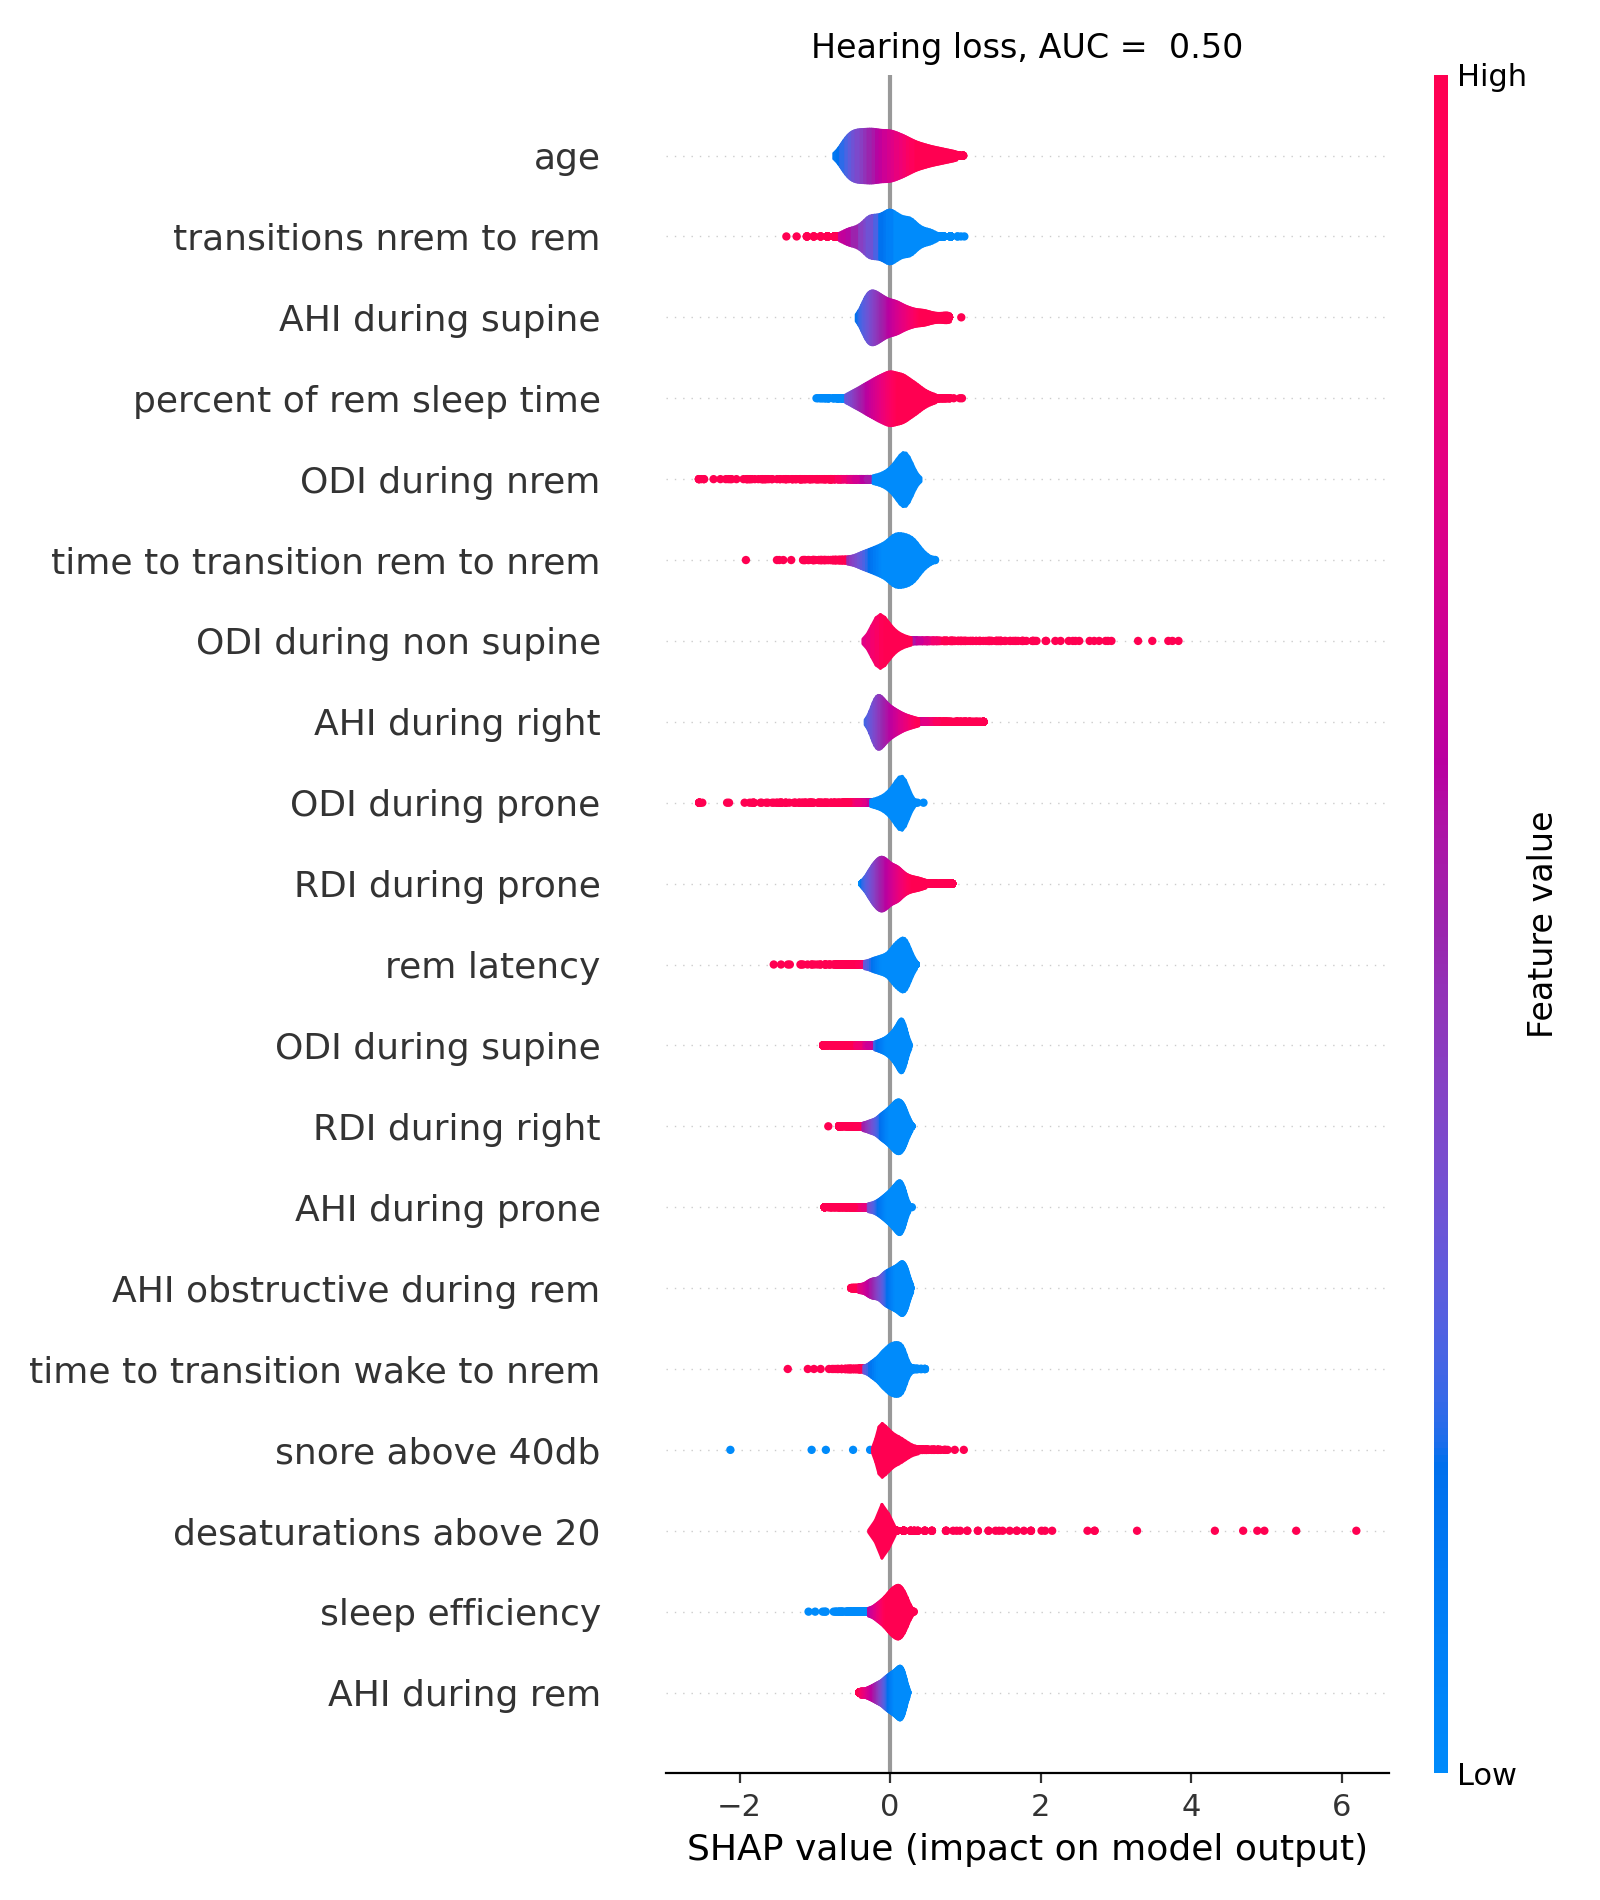 Hearing loss, AUC =  0.50
High
age
transitions nrem to rem
AHI during supine
percent of rem sleep time
ODI during nrem
time to transition rem to nrem
ODI during non supine
AHI during right
ODI during prone
RDI during prone
rem latency
ODI during supine
RDI during right
AHI during prone
AHI obstructive during rem
time to transition wake to nrem
snore above 40db
desaturations above 20
sleep efficiency
AHI during rem
Feature value
Low
−2 0 2 4 6
SHAP value (impact on model output)